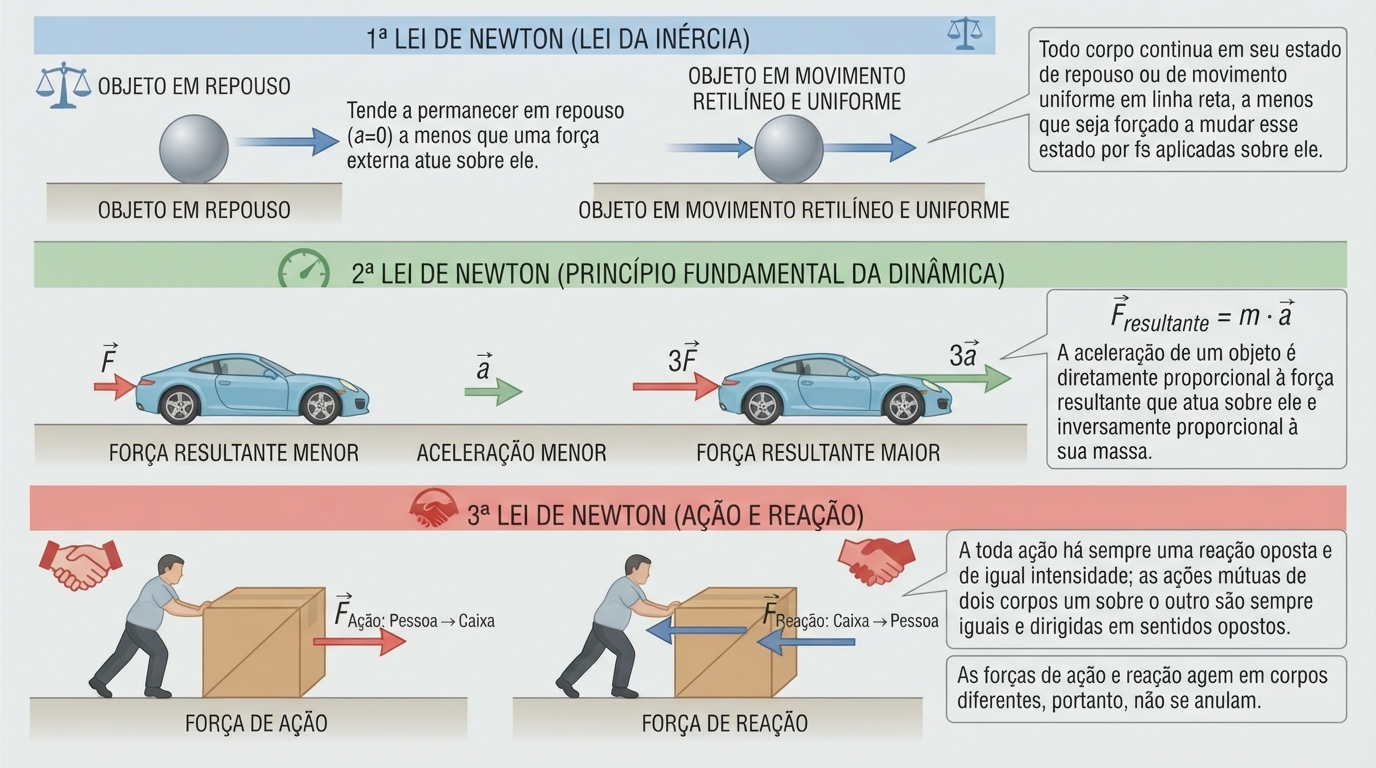 1ª LEI DE NEWTON (LEI DA INÉRCIA)
OBJETO EM REPOUSO
Tende a permanecer em repouso
(a=0) a menos que uma força
externa atue sobre ele.
OBJETO EM REPOUSO
OBJETO EM MOVIMENTO
RETILÍNEO E UNIFORME
OBJETO EM MOVIMENTO RETILÍNEO E UNIFORME
Todo corpo continua em seu estado
de repouso ou de movimento
uniforme em linha reta, a menos
que seja forçado a mudar esse
estado por fs aplicadas sobre ele.
2ª LEI DE NEWTON (PRINCÍPIO FUNDAMENTAL DA DINÂMICA)
F⃗
a⃗
3F⃗
3a⃗
FORÇA RESULTANTE MENOR
ACELERAÇÃO MENOR
FORÇA RESULTANTE MAIOR
F⃗resultante = m · a⃗
A aceleração de um objeto é
diretamente proporcional à força
resultante que atua sobre ele e
inversamente proporcional à
sua massa.
3ª LEI DE NEWTON (AÇÃO E REAÇÃO)
F⃗Ação: Pessoa → Caixa
FORÇA DE AÇÃO
F⃗Reação: Caixa → Pessoa
FORÇA DE REAÇÃO
A toda ação há sempre uma reação oposta e
de igual intensidade; as ações mútuas de
dois corpos um sobre o outro são sempre
iguais e dirigidas em sentidos opostos.
As forças de ação e reação agem em corpos
diferentes, portanto, não se anulam.